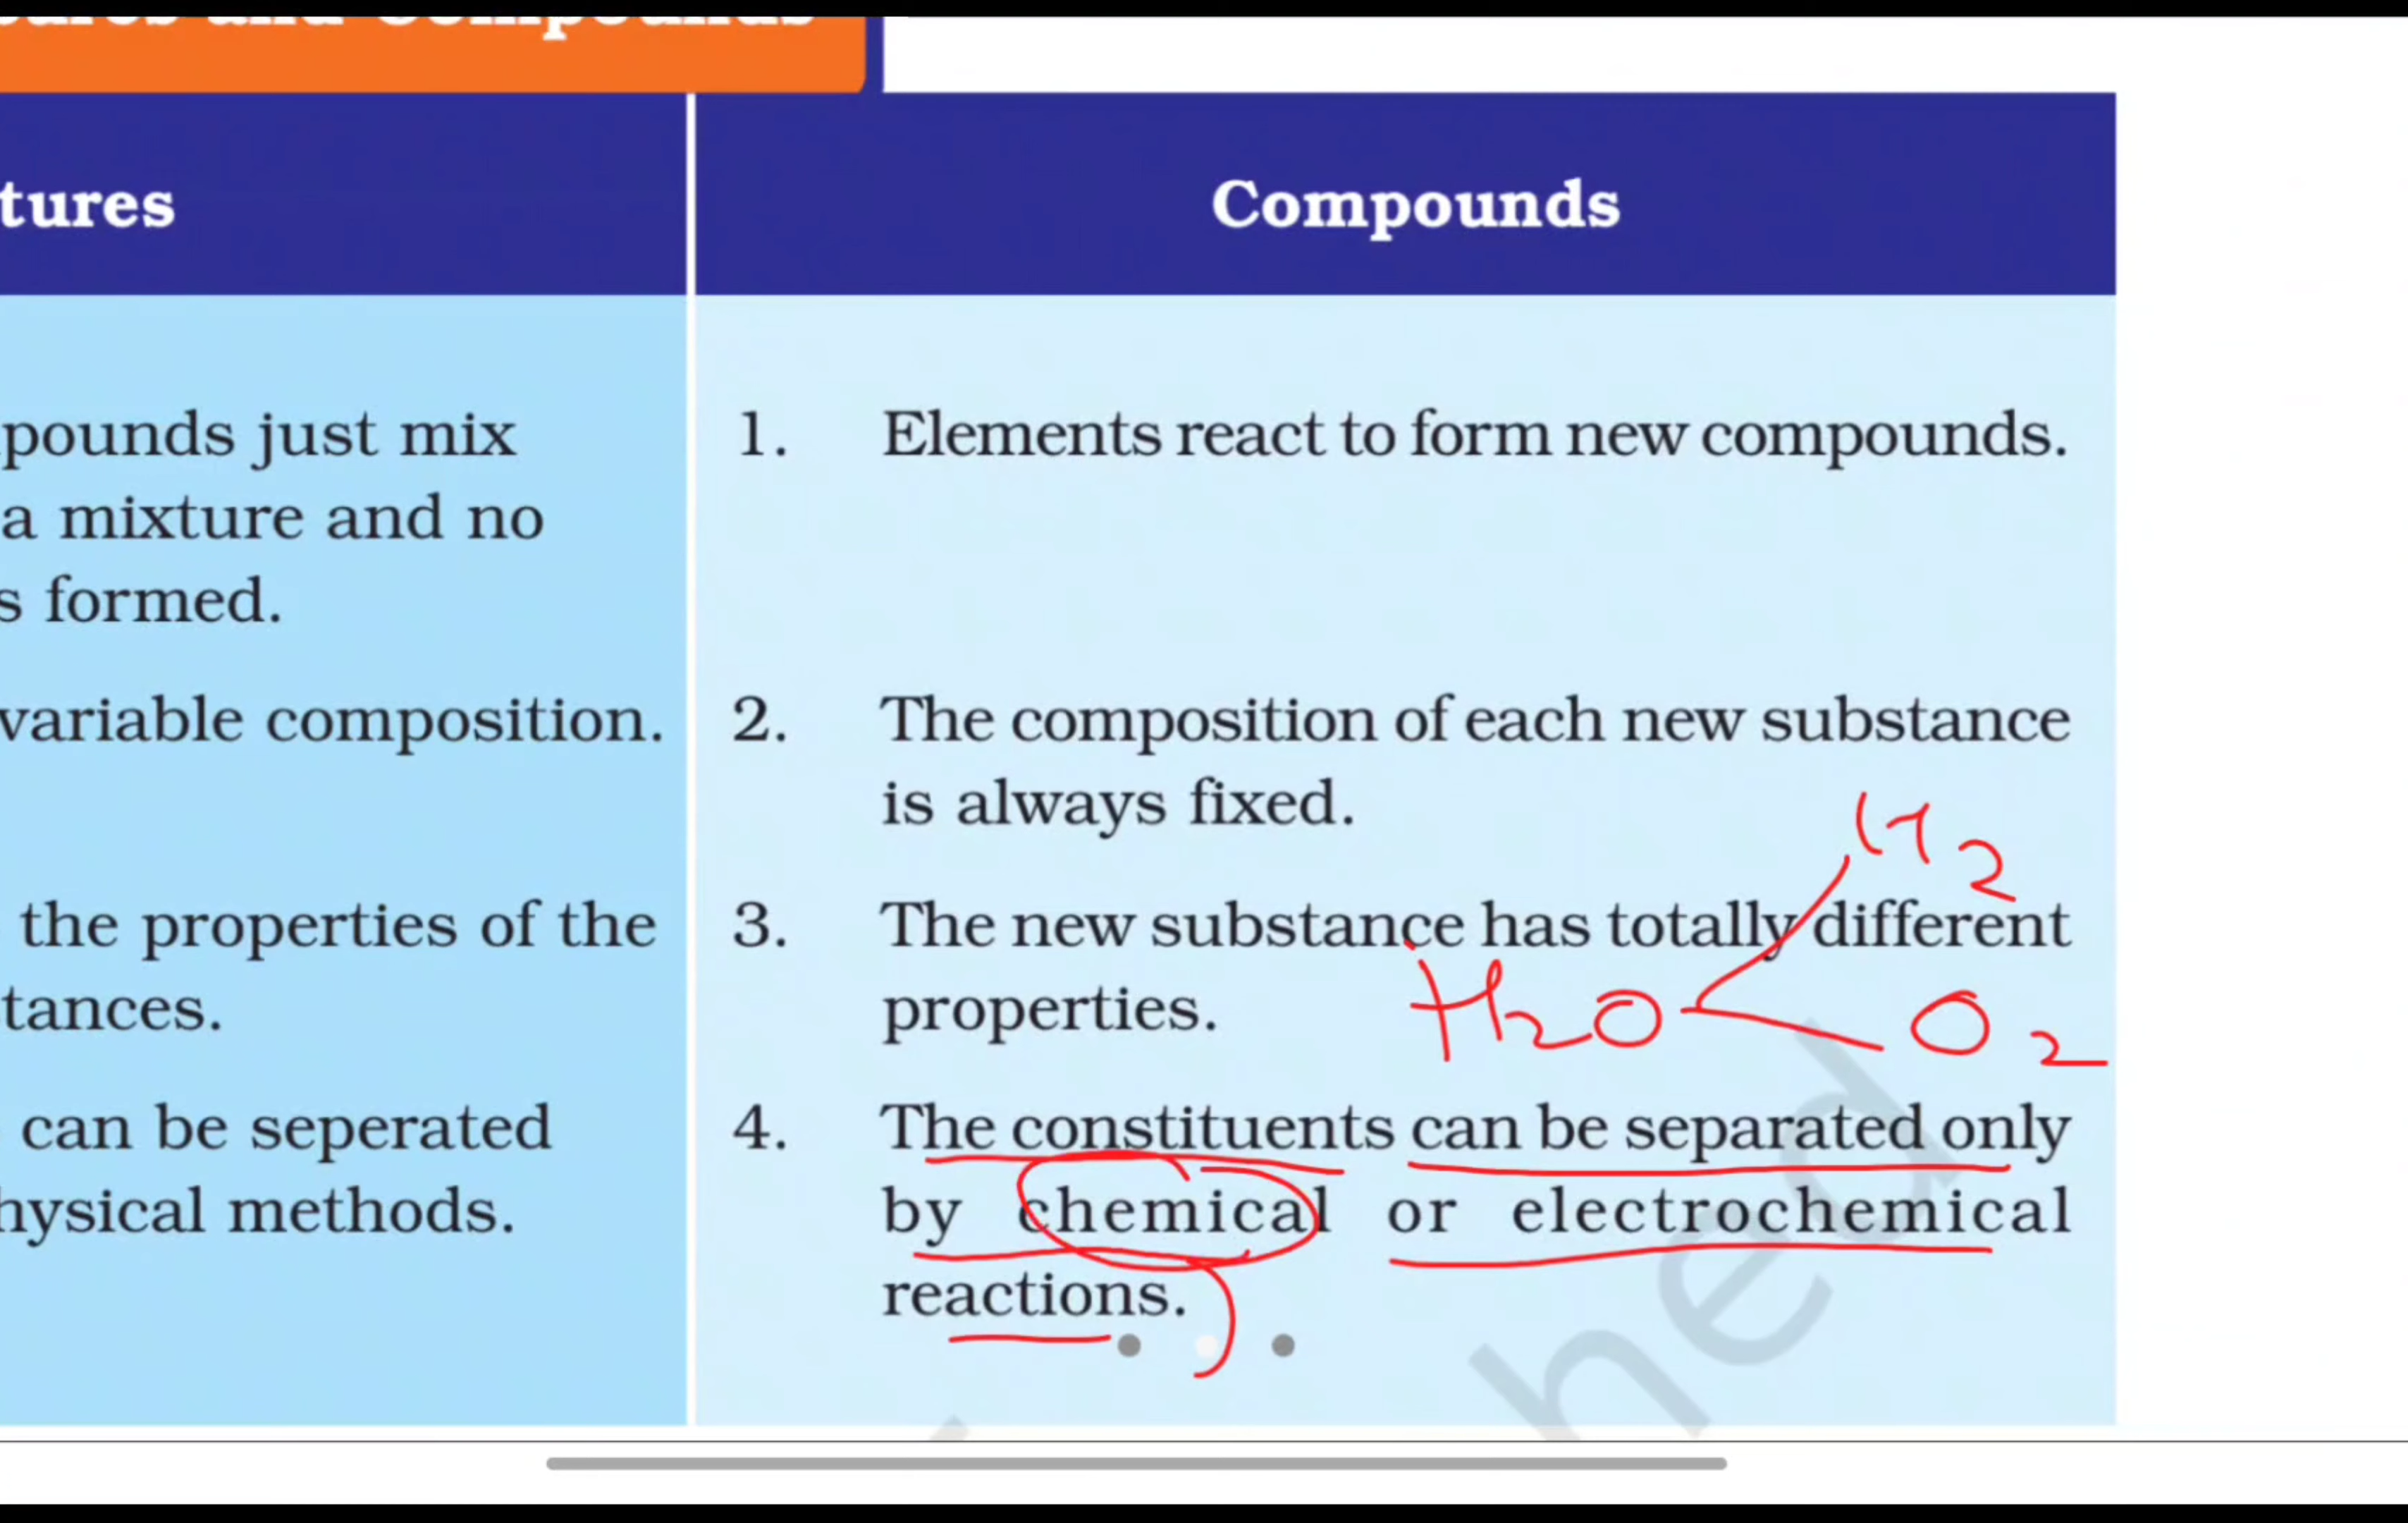 and Compounds
tures
Compounds
pounds just mix
a mixture and no
s formed.
1. Elements react to form new compounds.
variable composition.
2. The composition of each new substance
is always fixed.
the properties of the
tances.
3. The new substance has totally different
properties.
H2O
H2
O2
can be seperated
hysical methods.
4. The constituents can be separated only
by chemical or electrochemical
reactions.
hed